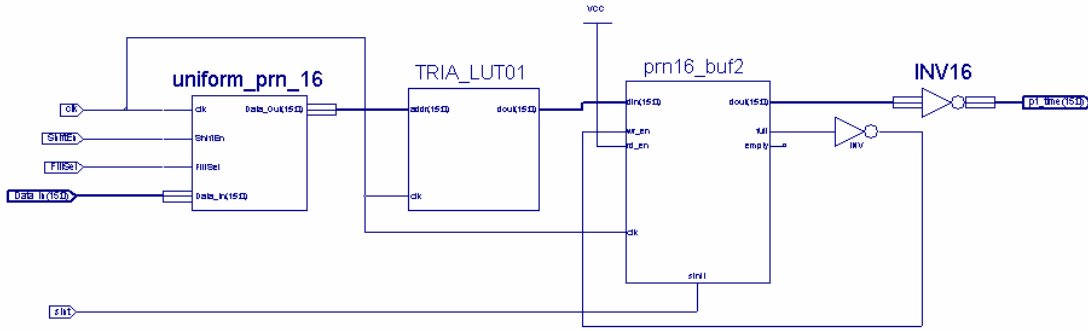 VCC
uniform_prn_16
TRIA_LUT01
prn16_buf2
INV16
clk
clk
Data_Out(15:0)
addr(15:0)
dout(15:0)
din(15:0)
dout(15:0)
p1_time(15:0)
ShiftEn
ShiftEn
wr_en
full
rd_en
empty
INV
FillSel
FillSel
Data_In(15:0)
Data_In(15:0)
clk
clk
sinit